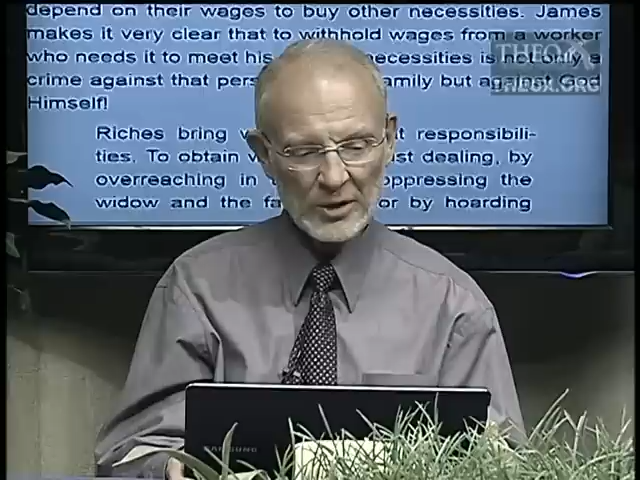 depend on their wages to buy other necessities. James
makes it very clear that to withhold wages from a worker
who needs it to meet his necessities is not only a
crime against that amily but against God
Himself!
Riches bring responsibili-
ties. To obtain dealing, by
overreaching in oppressing the
widow and the or by hoarding
THEO
THEOX.ORG
SAMSUNG